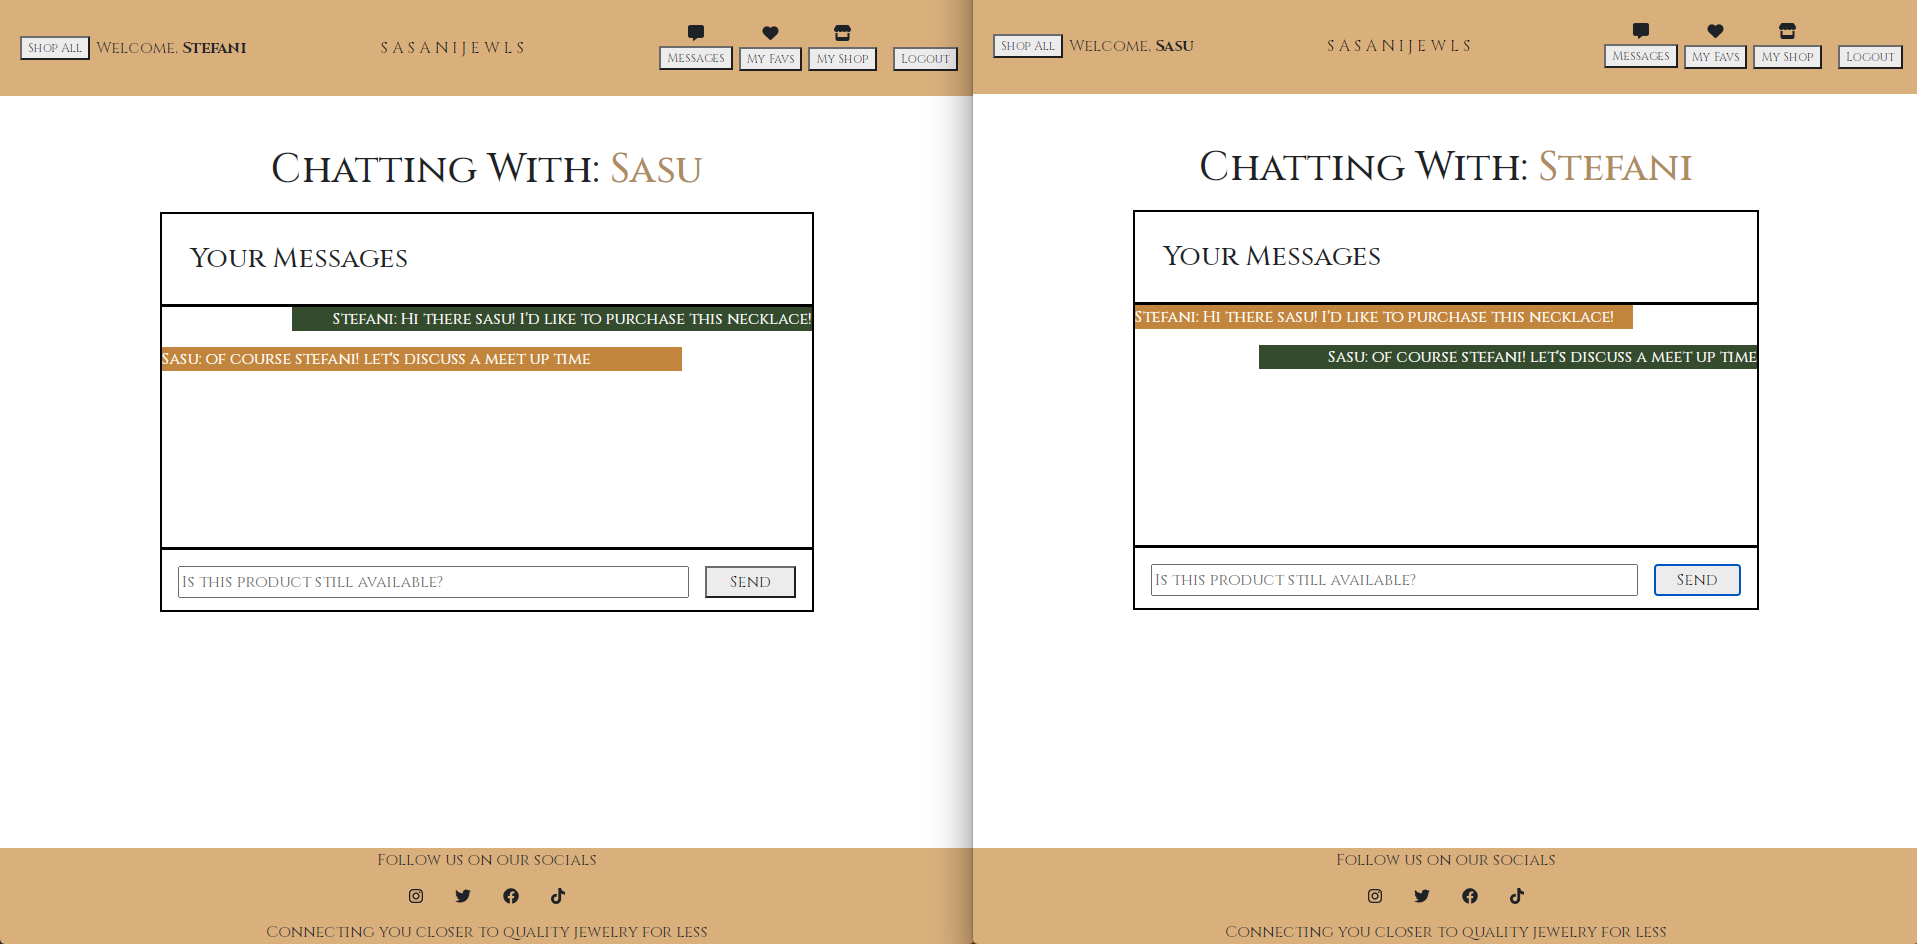 Shop All Welcome, Stefani
SASANIJEWLS
Messages My Favs My Shop Logout
Chatting With: Sasu
Your Messages
Stefani: Hi there sasu! I'd like to purchase this necklace!
Sasu: of course stefani! let's discuss a meet up time
Is this product still available? Send
Follow us on our socials
Connecting you closer to quality jewelry for less
Shop All Welcome, Sasu
SASANIJEWLS
Messages My Favs My Shop Logout
Chatting With: Stefani
Your Messages
Stefani: Hi there sasu! I'd like to purchase this necklace!
Sasu: of course stefani! let's discuss a meet up time
Is this product still available? Send
Follow us on our socials
Connecting you closer to quality jewelry for less